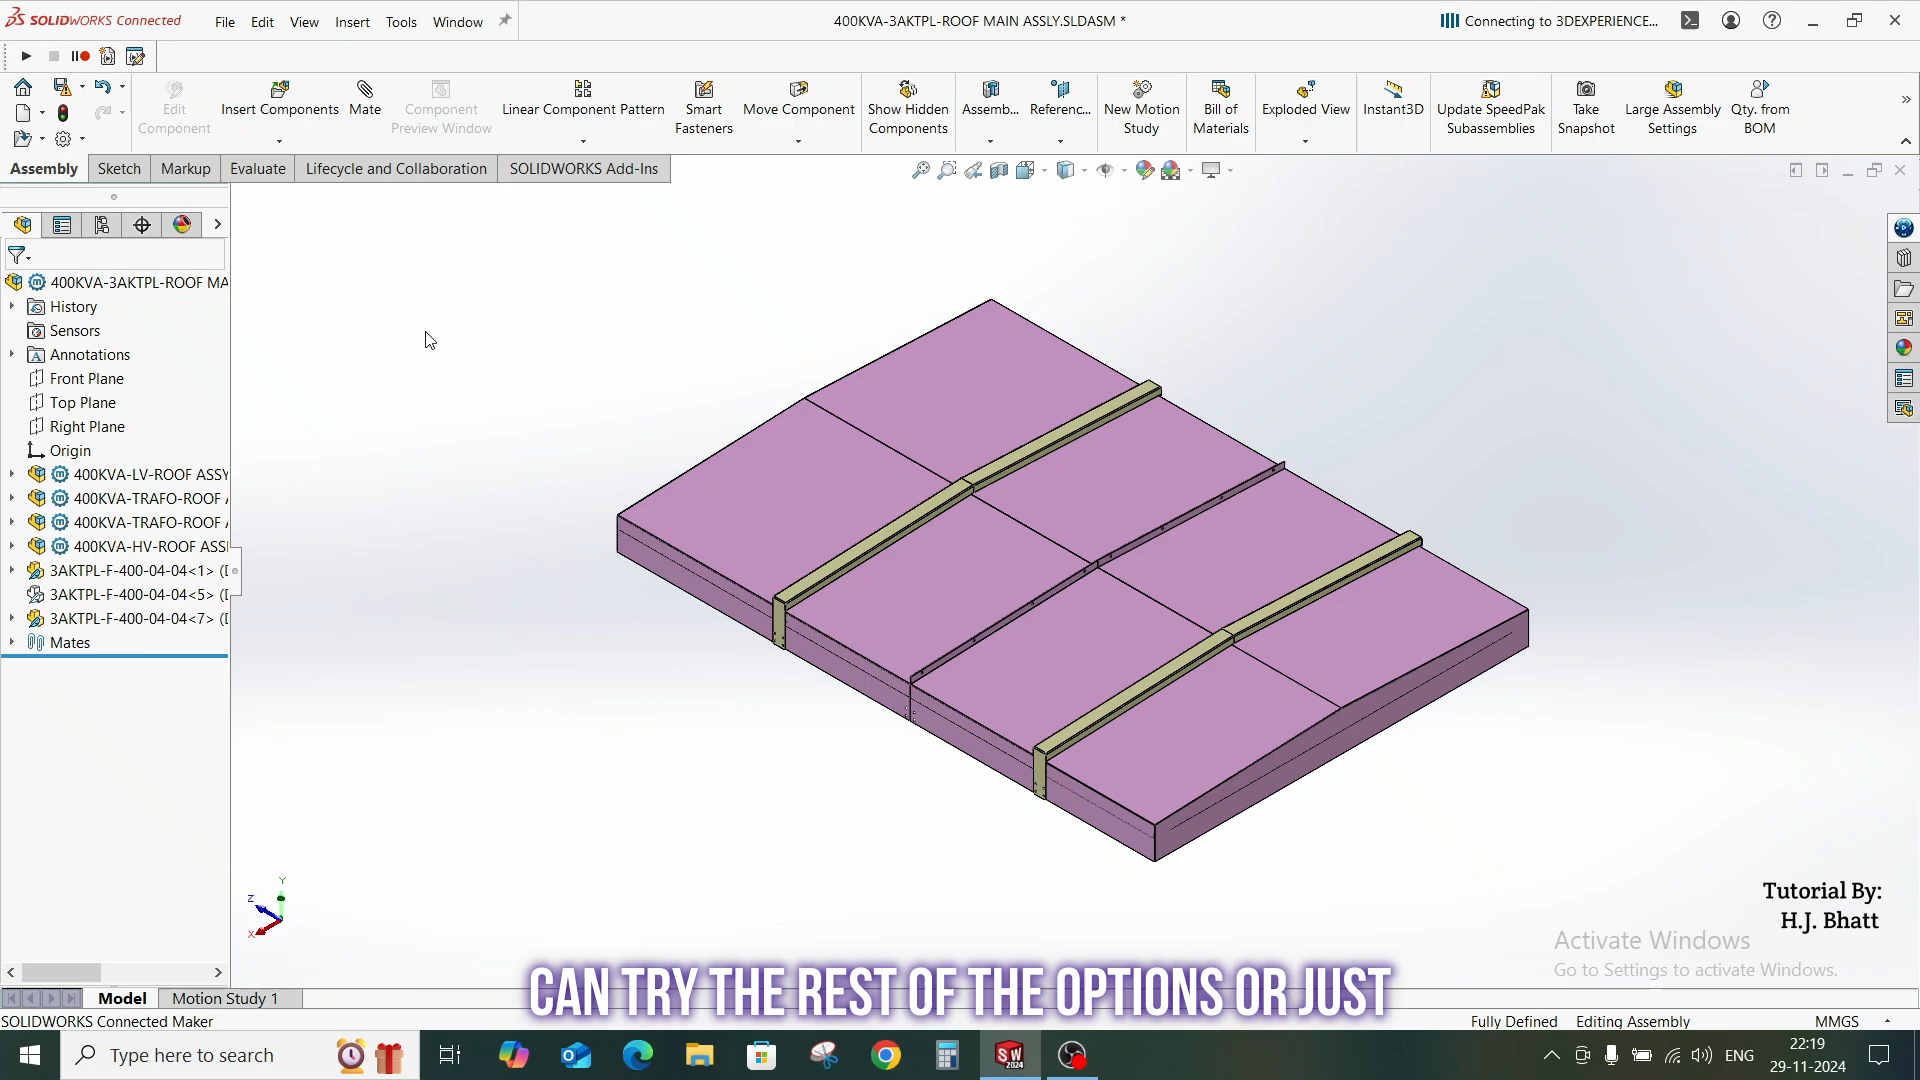 SOLIDWORKS Connected
File Edit View Insert Tools Window
400KVA-3AKTPL-ROOF MAIN ASSLY.SLDASM *
Connecting to 3DEXPERIENCE...
Edit Component
Insert Components
Mate
Component Preview Window
Linear Component Pattern
Smart Fasteners
Move Component
Show Hidden Components
Assemb...
Referenc...
New Motion Study
Bill of Materials
Exploded View
Instant3D
Update SpeedPak Subassemblies
Take Snapshot
Large Assembly Settings
Qty. from BOM
Assembly Sketch Markup Evaluate Lifecycle and Collaboration SOLIDWORKS Add-Ins
400KVA-3AKTPL-ROOF MA
History
Sensors
Annotations
Front Plane
Top Plane
Right Plane
Origin
400KVA-LV-ROOF ASSY
400KVA-TRAFO-ROOF
400KVA-TRAFO-ROOF
400KVA-HV-ROOF ASS
3AKTPL-F-400-04-04<1> (
3AKTPL-F-400-04-04<5> (
3AKTPL-F-400-04-04<7> (
Mates
Y
Z
X
Tutorial By:
H.J. Bhatt
Activate Windows
Go to Settings to activate Windows.
CAN TRY THE REST OF THE OPTIONS OR JUST
Model Motion Study 1
SOLIDWORKS Connected Maker
Fully Defined Editing Assembly MMGS
Type here to search
SW
2024
ENG
22:19
29-11-2024